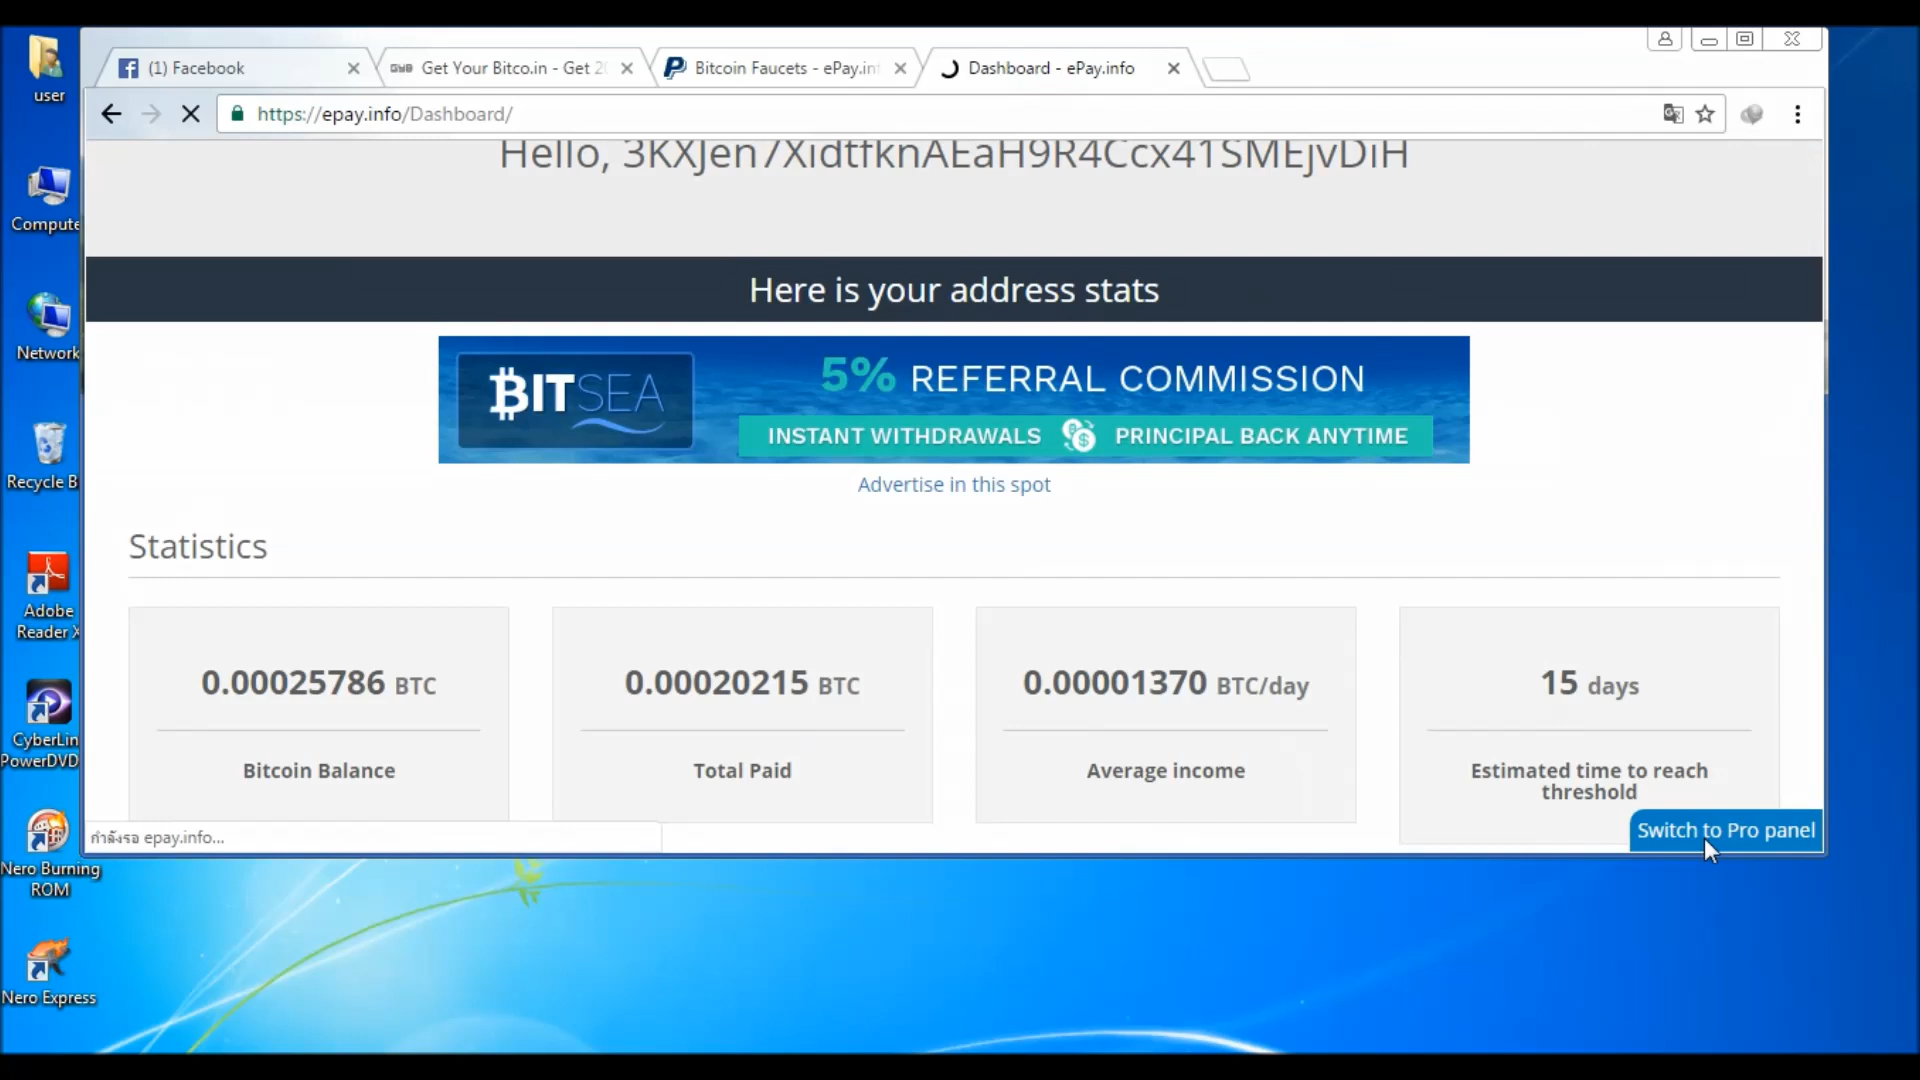 user
Compute
Network
Recycle B
Adobe
Reader X
CyberLin
PowerDVD
Nero Burning
ROM
Nero Express
(1) Facebook
GWB Get Your Bitco.in - Get 20
Bitcoin Faucets - ePay.inf
Dashboard - ePay.info
https://epay.info/Dashboard/
Hello, 3KXJen7XidtfknAEaH9R4Ccx41SMEjvDiH
Here is your address stats
BITSEA
5% REFERRAL COMMISSION
INSTANT WITHDRAWALS PRINCIPAL BACK ANYTIME
Advertise in this spot
Statistics
0.00025786 BTC
Bitcoin Balance
0.00020215 BTC
Total Paid
0.00001370 BTC/day
Average income
15 days
Estimated time to reach
threshold
Switch to Pro panel
กำลังรอ epay.info...